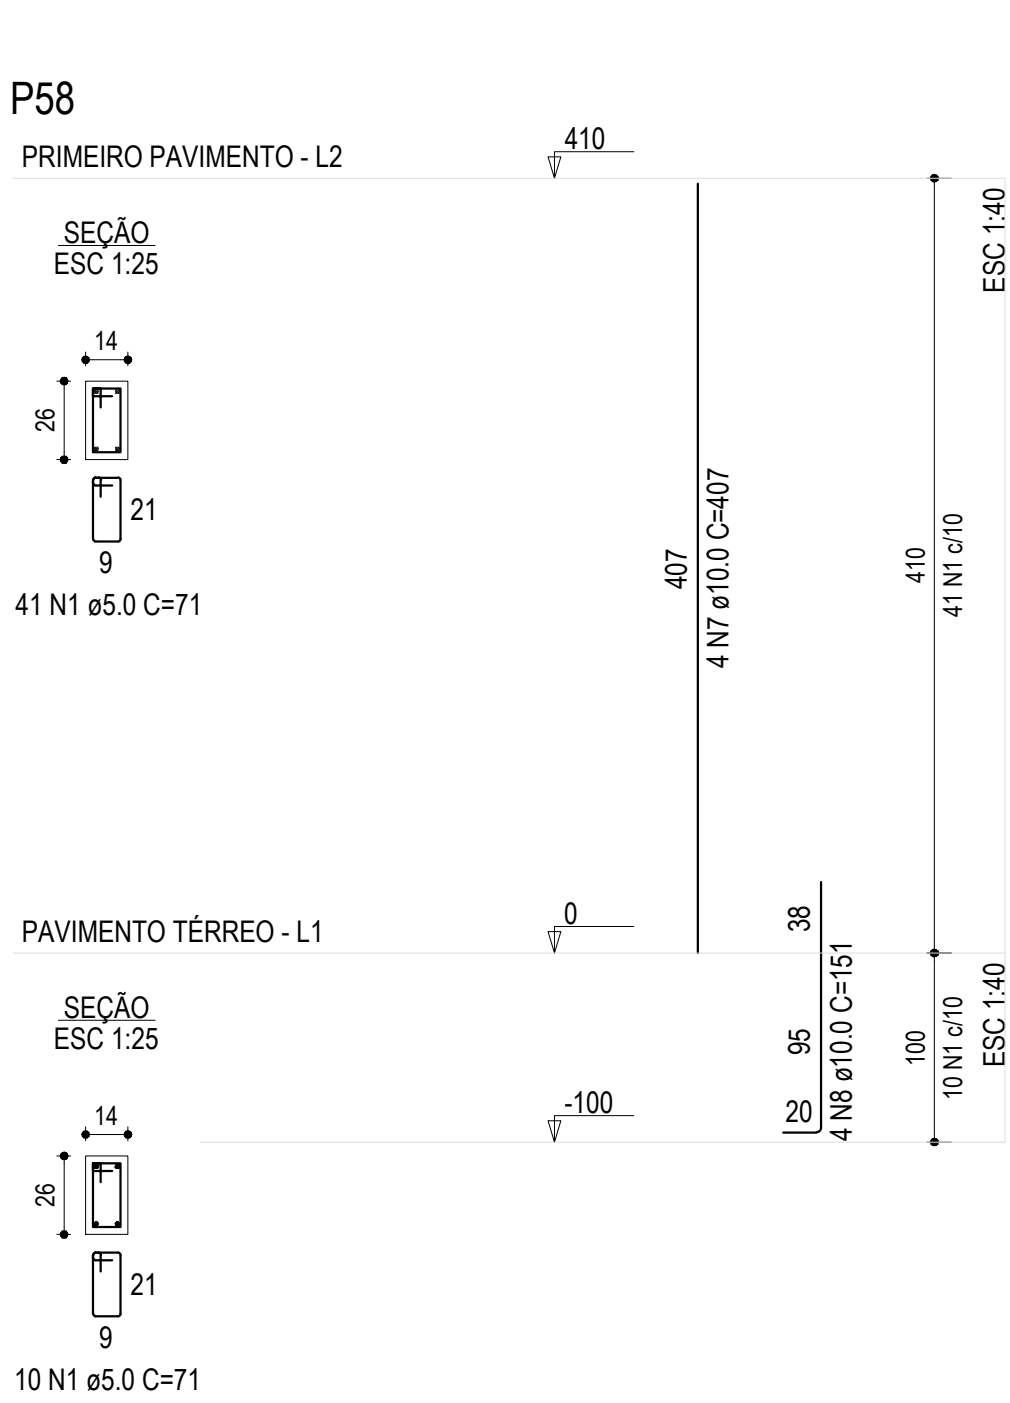 P58
PRIMEIRO PAVIMENTO - L2
410
SEÇÃO
ESC 1:25
ESC 1:40
14
26
21
9
41 N1 ø5.0 C=71
407
4 N7 ø10.0 C=407
410
41 N1 c/10
PAVIMENTO TÉRREO - L1
0
38
SEÇÃO
ESC 1:25
95
20
4 N8 ø10.0 C=151
100
10 N1 c/10
ESC 1:40
-100
14
26
21
9
10 N1 ø5.0 C=71